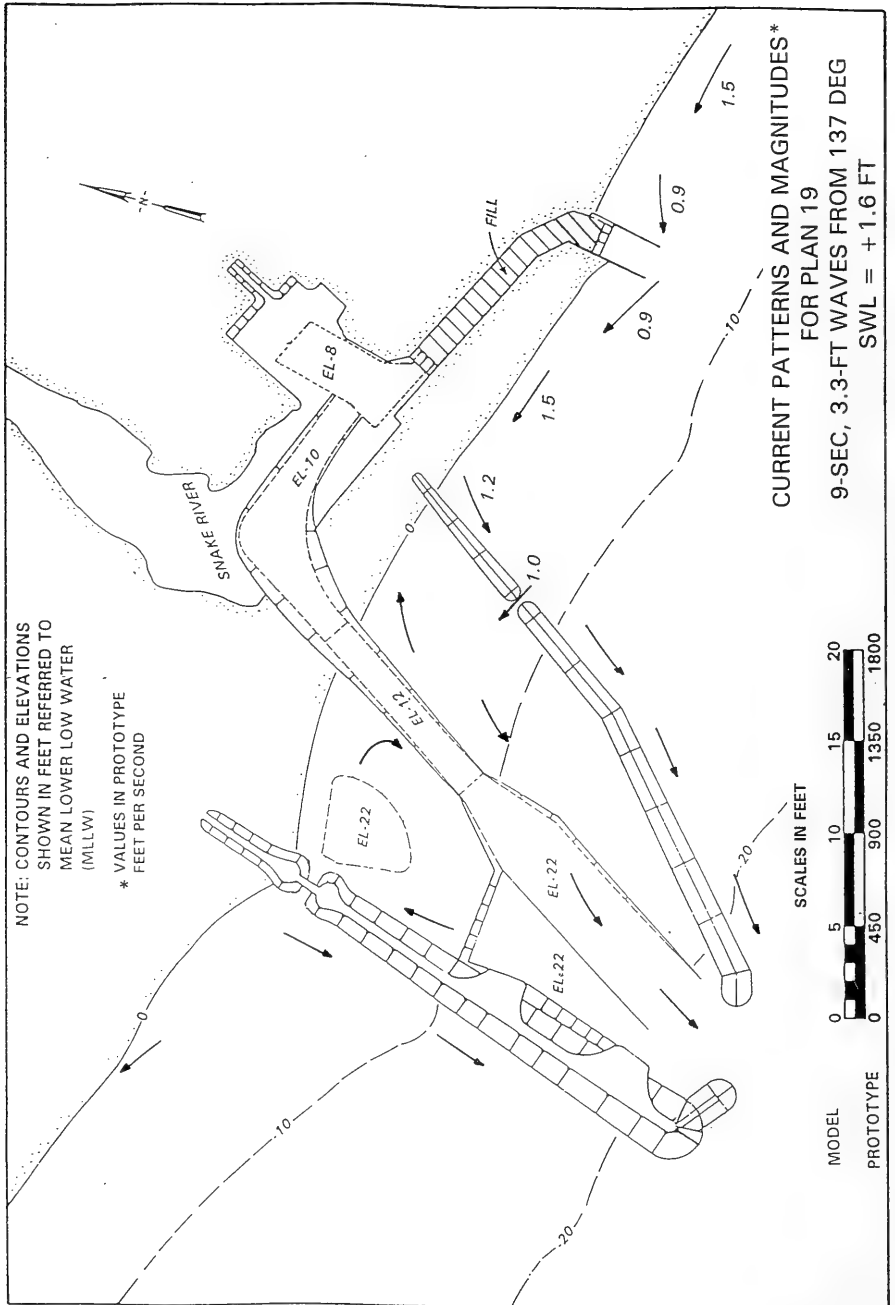 NOTE: CONTOURS AND ELEVATIONS
SHOWN IN FEET REFERRED TO
MEAN LOWER LOW WATER
(MLLW)
* VALUES IN PROTOTYPE
FEET PER SECOND
-N-
SNAKE RIVER
EL-8
EL-10
FILL
EL-12
EL-22
EL-22
EL-22
0
0
-10
-10
-20
-20
1.5
0.9
0.9
1.5
1.2
1.0
SCALES IN FEET
MODEL 0 5 10 15 20
PROTOTYPE 0 450 900 1350 1800
CURRENT PATTERNS AND MAGNITUDES*
FOR PLAN 19
9-SEC, 3.3-FT WAVES FROM 137 DEG
SWL = +1.6 FT